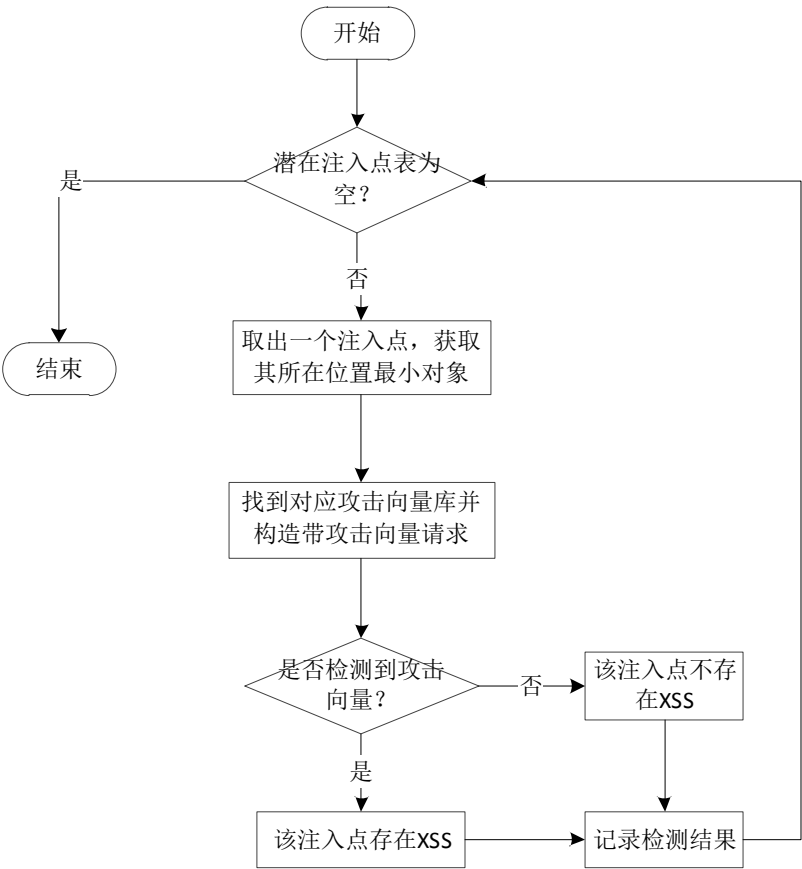 开始
潜在注入点表为
空？
是
否
结束
取出一个注入点，获取
其所在位置最小对象
找到对应攻击向量库并
构造带攻击向量请求
是否检测到攻击
向量？
否
该注入点不存
在XSS
是
该注入点存在XSS
记录检测结果